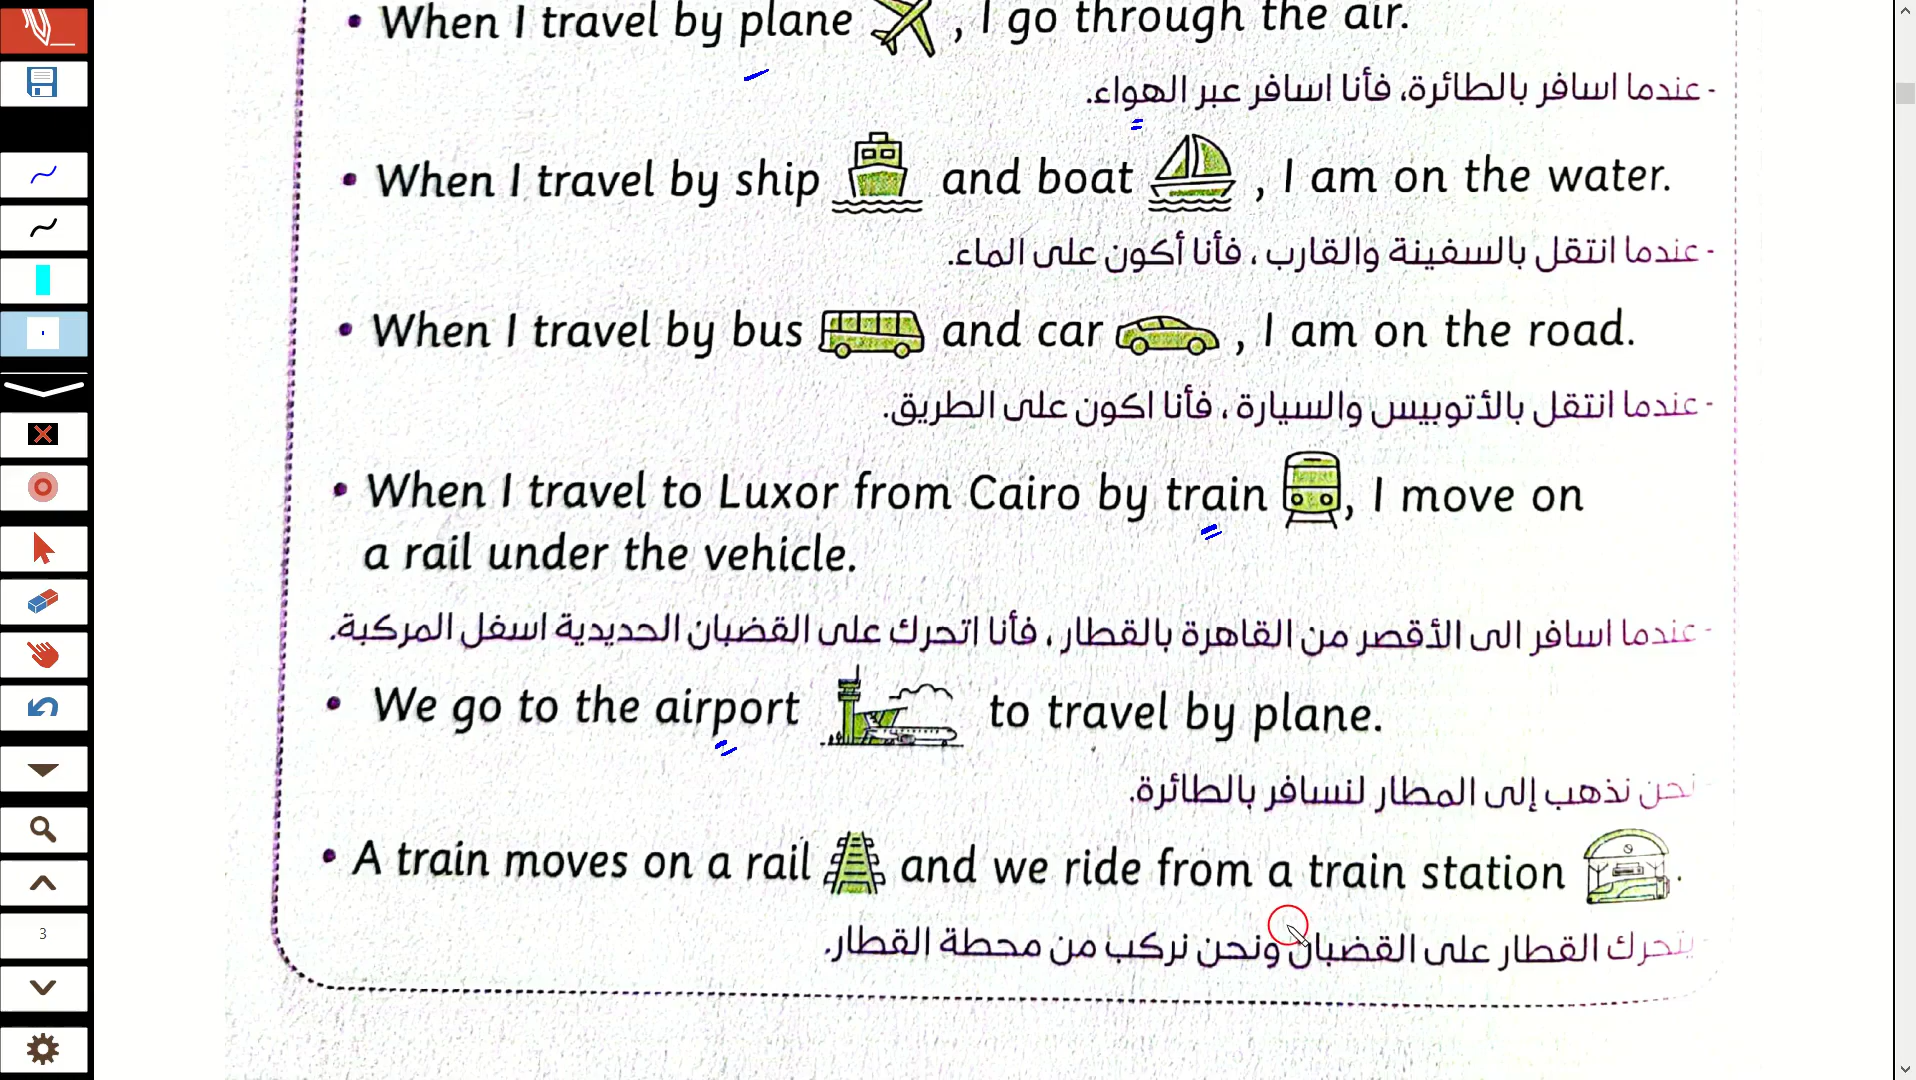 • When I travel by plane , I go through the air.
- عندما اسافر بالطائرة، فأنا اسافر عبر الهواء.
• When I travel by ship and boat , I am on the water.
- عندما انتقل بالسفينة والقارب ، فأنا أكون على الماء.
• When I travel by bus and car , I am on the road.
- عندما انتقل بالأتوبيس والسيارة ، فأنا اكون على الطريق.
• When I travel to Luxor from Cairo by train , I move on
a rail under the vehicle.
- عندما اسافر الى الأقصر من القاهرة بالقطار ، فأنا اتحرك على القضبان الحديدية اسفل المركبة.
• We go to the airport to travel by plane.
نحن نذهب إلى المطار لنسافر بالطائرة.
• A train moves on a rail and we ride from a train station .
يتحرك القطار على القضبان ونحن نركب من محطة القطار.
3